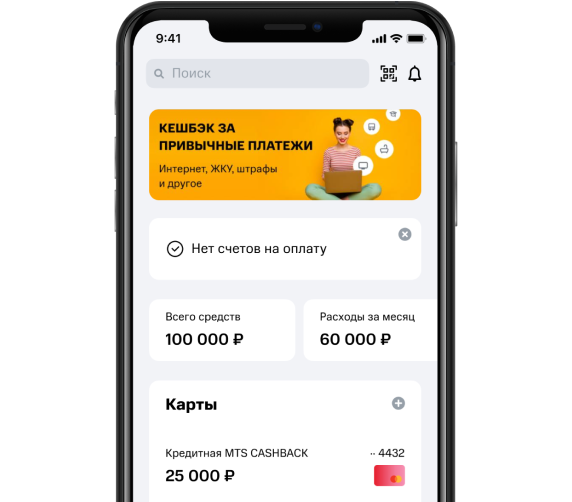 9:41
Поиск
КЕШБЭК ЗА
ПРИВЫЧНЫЕ ПЛАТЕЖИ
Интернет, ЖКУ, штрафы
и другое
Нет счетов на оплату
Всего средств
100 000 ₽
Расходы за месяц
60 000 ₽
Карты
Кредитная MTS CASHBACK
·· 4432
25 000 ₽